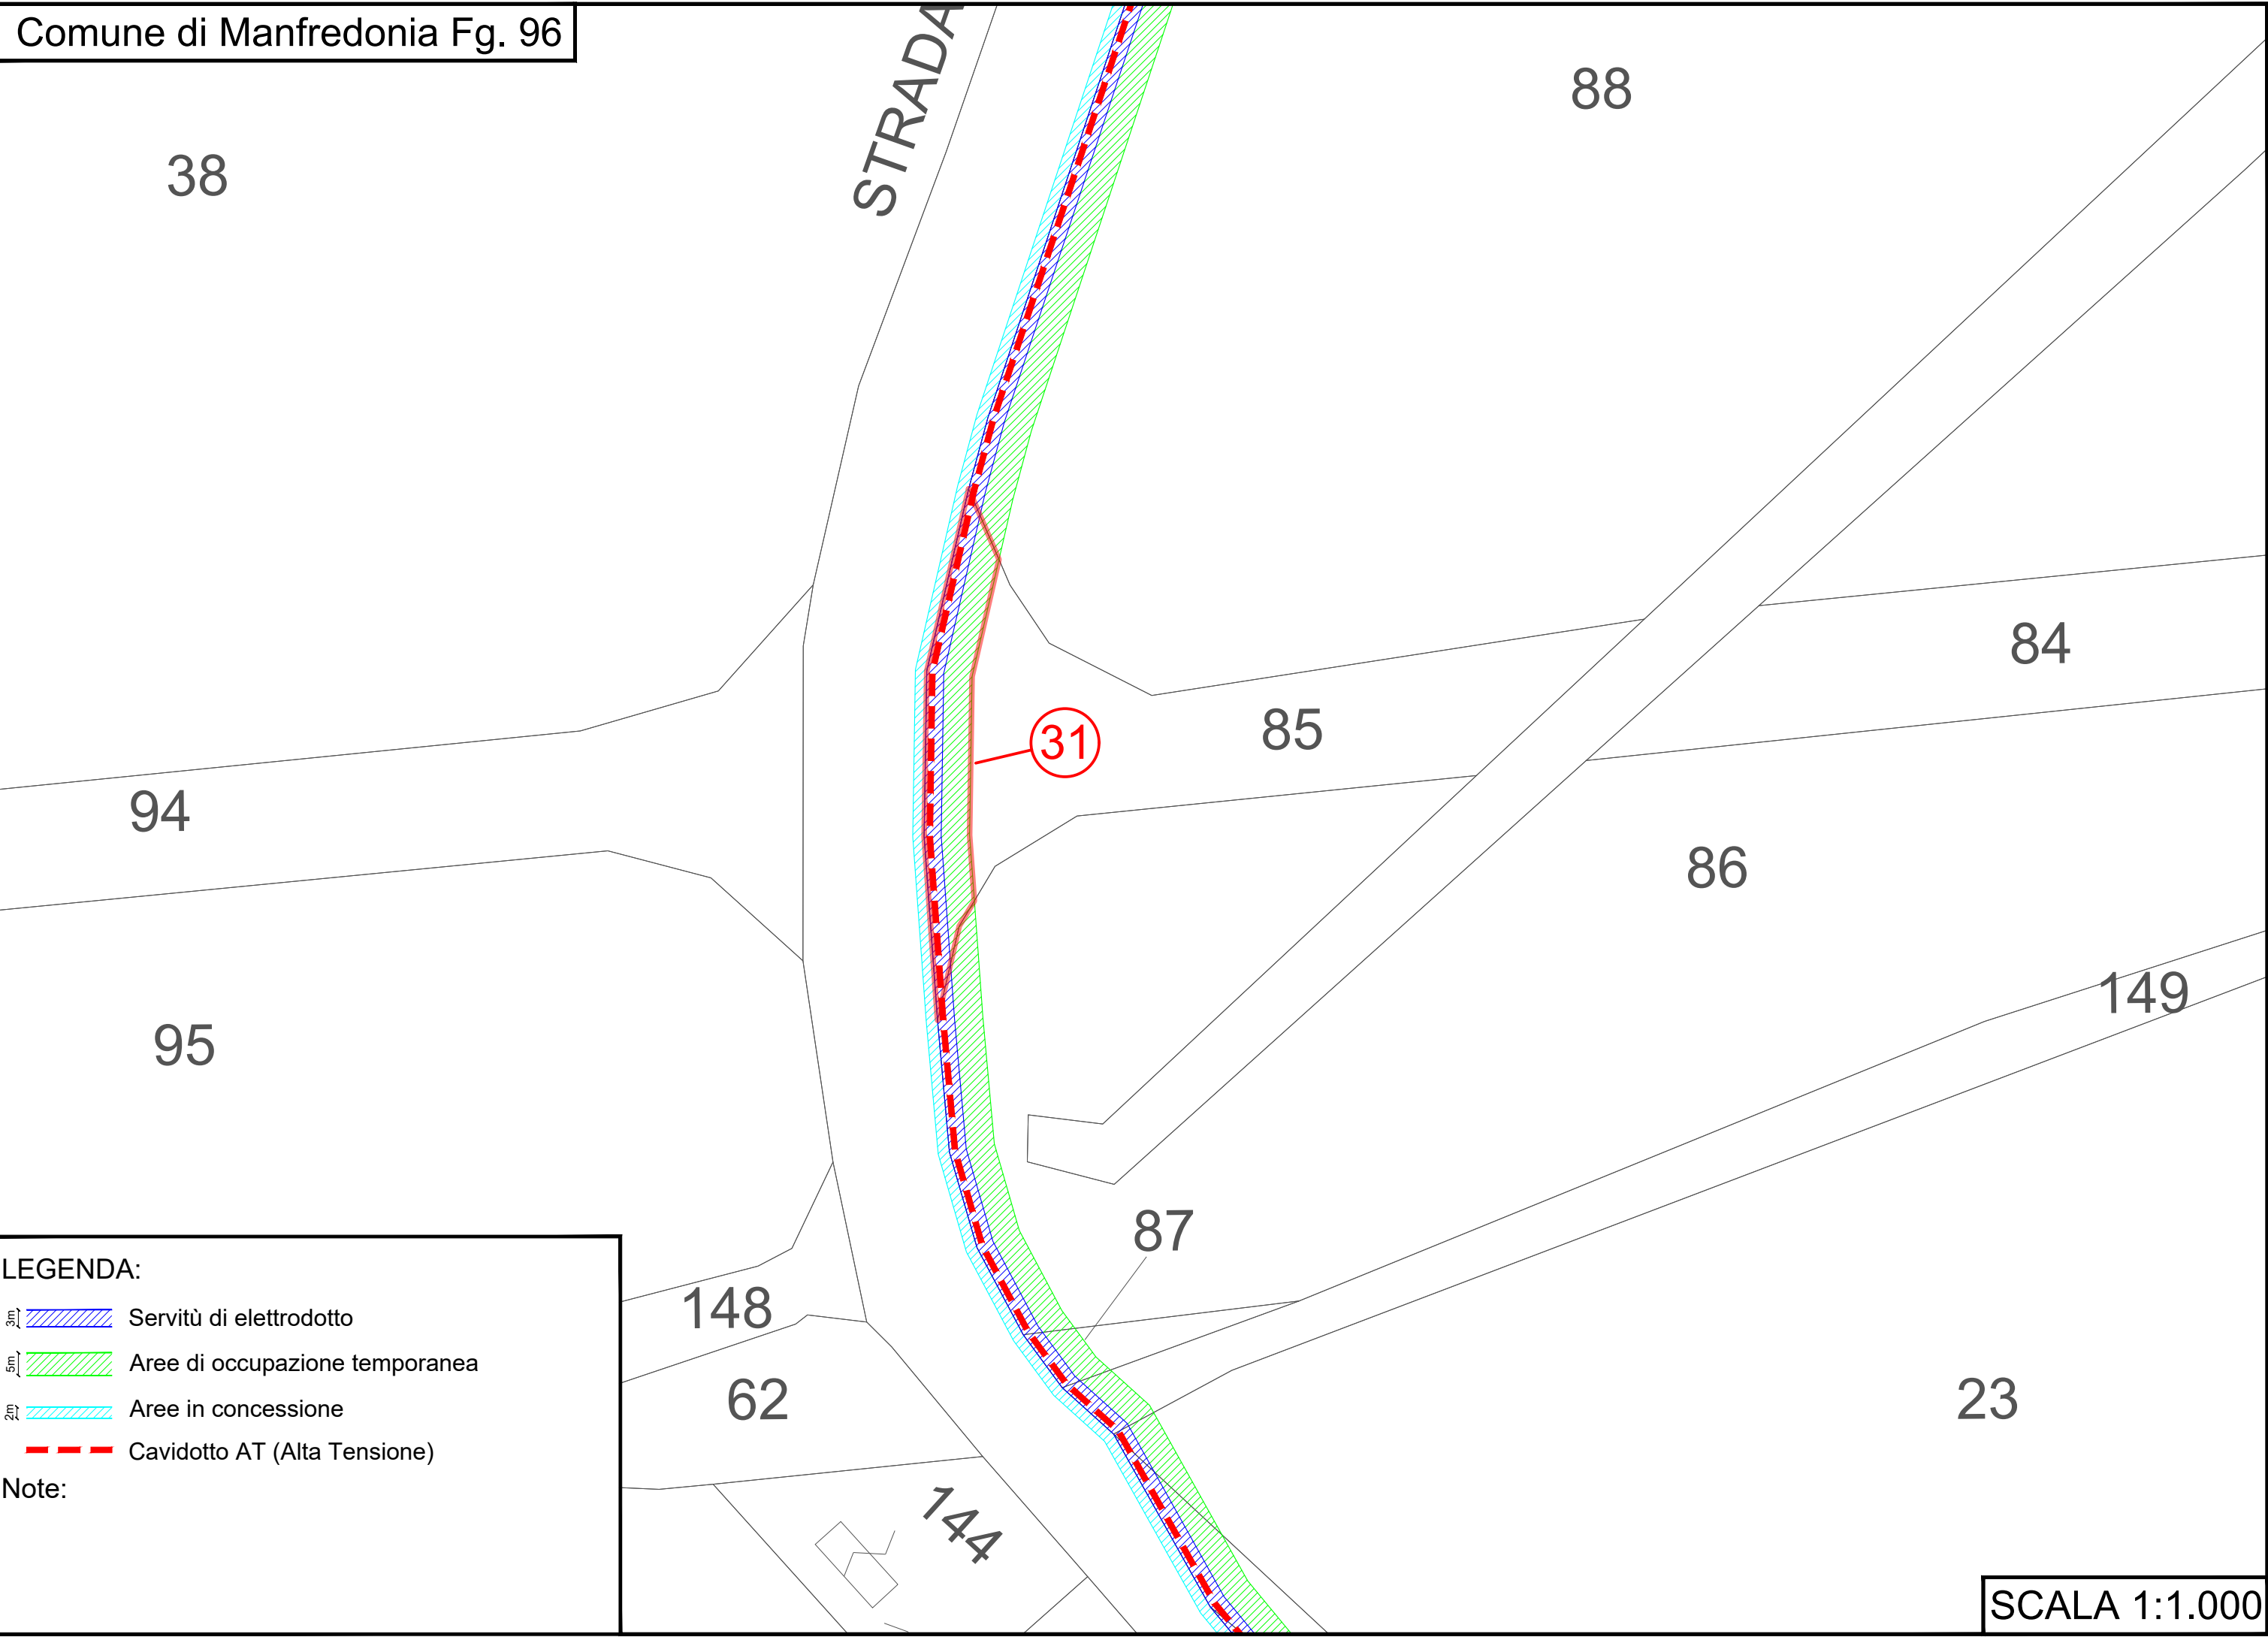 Comune di Manfredonia Fg. 96
STRADA
88
38
84
85
31
94
86
149
95
87
148
62
23
144
LEGENDA:
3m Servitù di elettrodotto
5m Aree di occupazione temporanea
2m Aree in concessione
Cavidotto AT (Alta Tensione)
Note:
SCALA 1:1.000